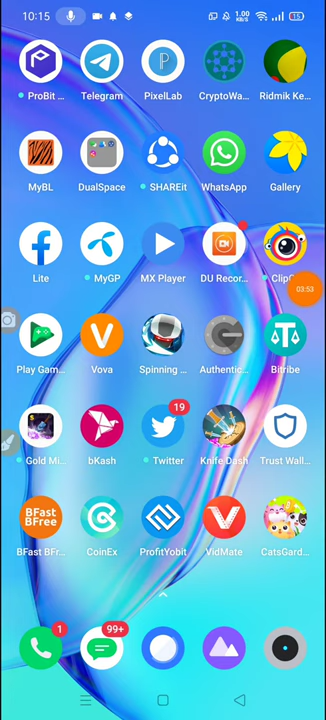 10:15
1.00
KB/S
15
ProBit ...
Telegram
PixelLab
CryptoWa...
Ridmik Ke...
MyBL
DualSpace
SHAREit
WhatsApp
Gallery
Lite
MyGP
MX Player
DU Recor...
03:53
Play Gam...
Vova
Spinning ...
Authentic...
Bitribe
Gold Mi...
bKash
19
Twitter
Knife Dash
Trust Wall...
BFast
BFree
BFast BFr...
CoinEx
ProfitYobit
VidMate
CatsGard...
1
99+